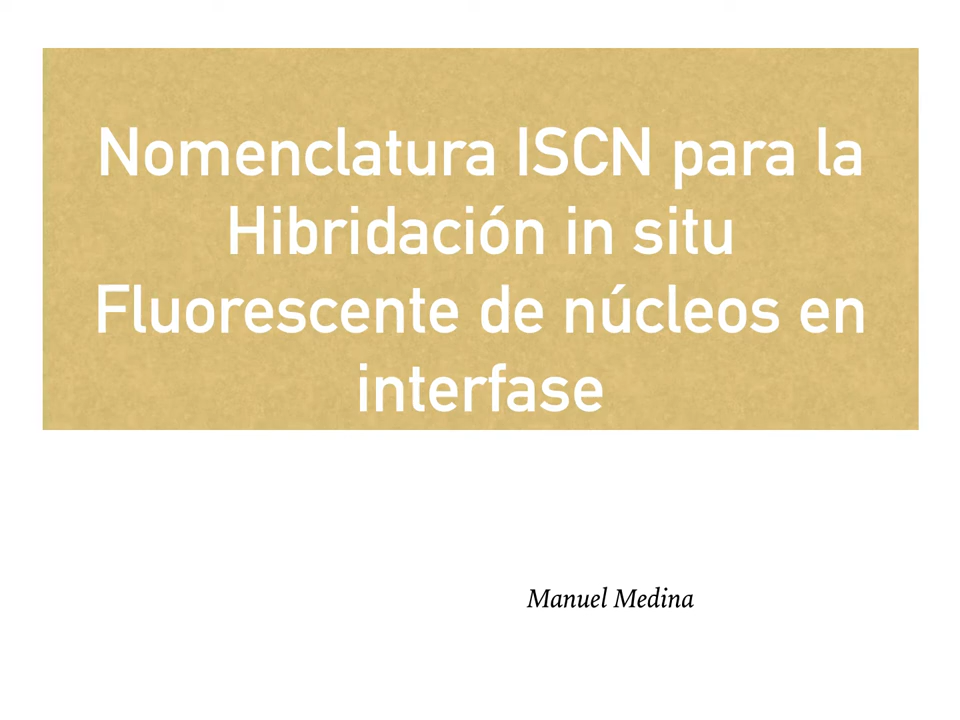 Nomenclatura ISCN para la
Hibridación in situ
Fluorescente de núcleos en
interfase
Manuel Medina